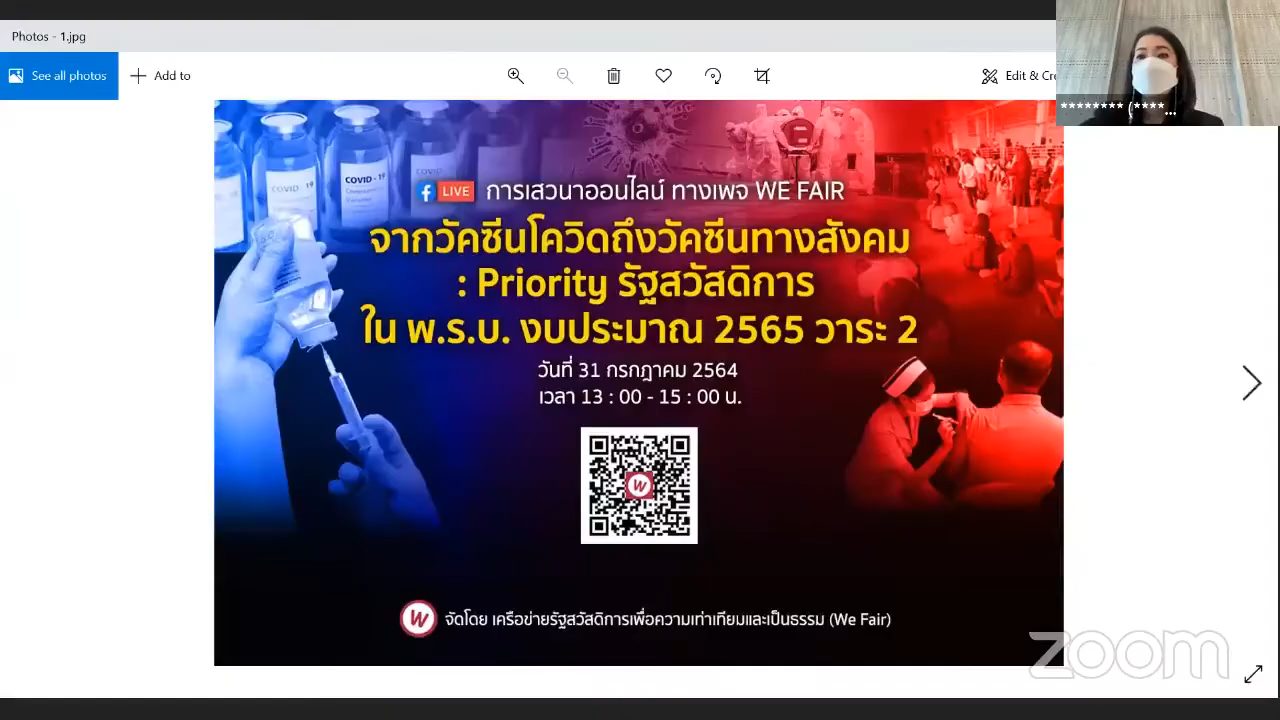 Photos - 1.jpg
See all photos
Add to
Edit & Cre
******** (**** ...
COVID - 19
COVID - 19
COVID
LIVE การเสวนาออนไลน์ ทางเพจ WE FAIR
จากวัคซีนโควิดถึงวัคซีนทางสังคม
: Priority รัฐสวัสดิการ
ใน พ.ร.บ. งบประมาณ 2565 วาระ 2
วันที่ 31 กรกฎาคม 2564
เวลา 13 : 00 - 15 : 00 น.
W
W จัดโดย เครือข่ายรัฐสวัสดิการเพื่อความเท่าเทียมและเป็นธรรม (We Fair)
zoom